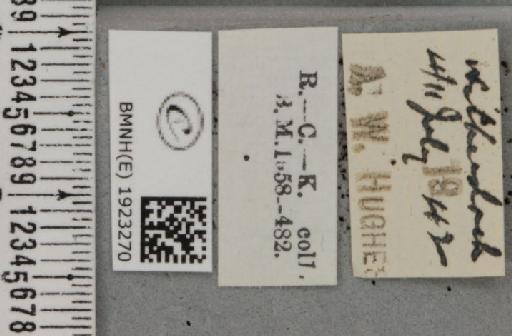 BMNH(E) 1923270
R.-C.-K. coll.
B.M.1958-482.
4/11 July
1942
A. W. HUGHES